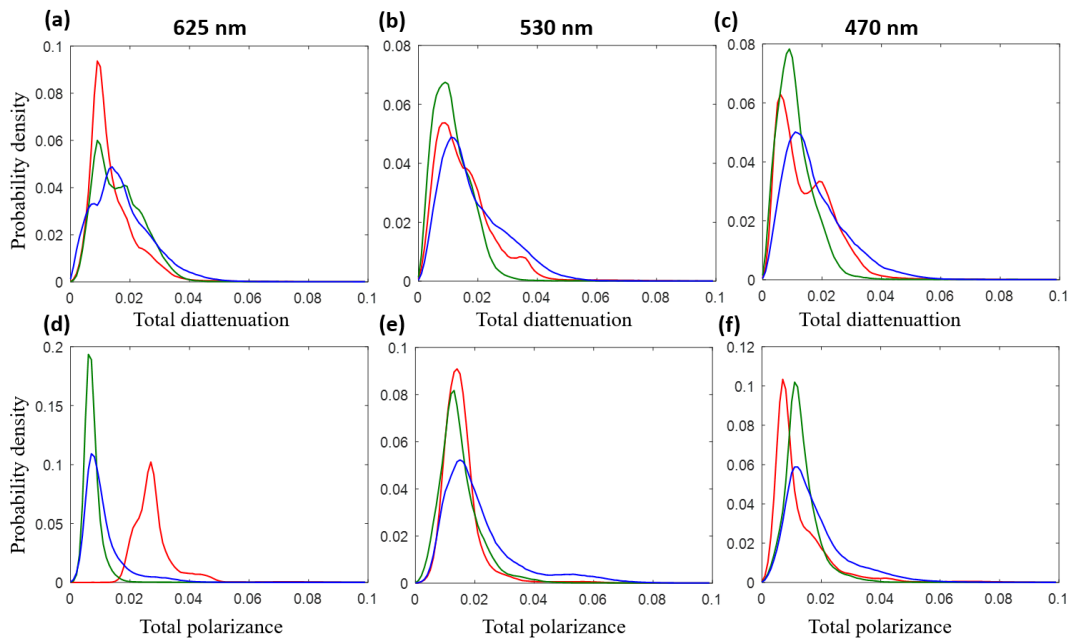 (a) 625 nm (b) 530 nm (c) 470 nm
0.1 0.08 0.06 0.04 0.02 0
0.08 0.06 0.04 0.02 0
0.08 0.06 0.04 0.02 0
Probability density
0 0.02 0.04 0.06 0.08 0.1
0 0.02 0.04 0.06 0.08 0.1
0 0.02 0.04 0.06 0.08 0.1
Total diattenuation Total diattenuation Total diattenuattion
(d) (e) (f)
0.2 0.15 0.1 0.05 0
0.1 0.08 0.06 0.04 0.02 0
0.12 0.1 0.08 0.06 0.04 0.02 0
Probability density
0 0.02 0.04 0.06 0.08 0.1
0 0.02 0.04 0.06 0.08 0.1
0 0.02 0.04 0.06 0.08 0.1
Total polarizance Total polarizance Total polarizance